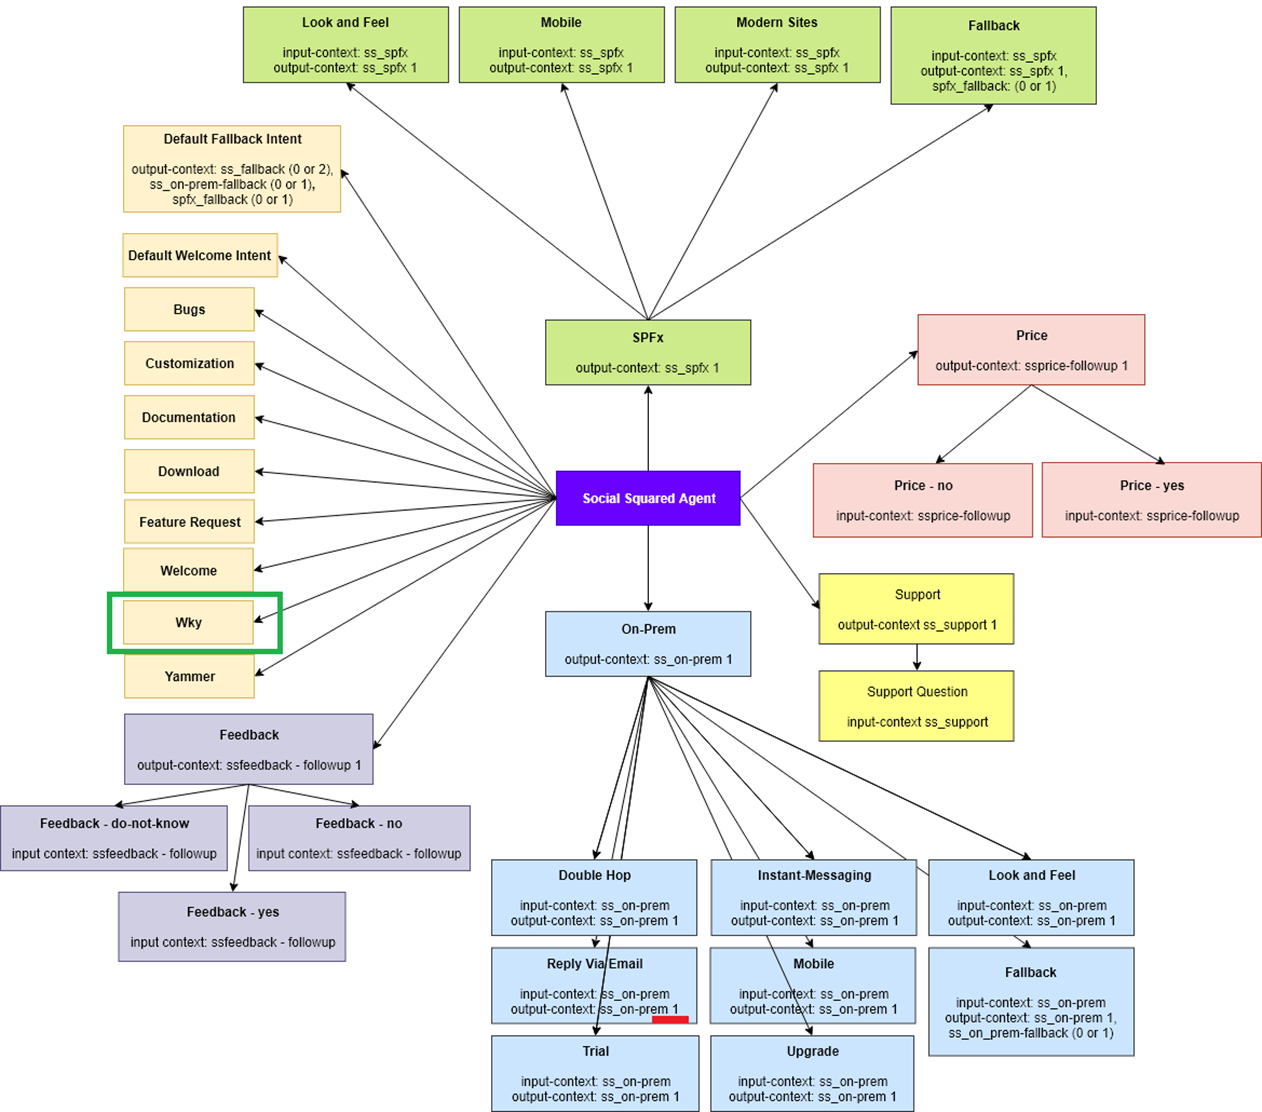 Look and Feel
input-context: ss_spfx
output-context: ss_spfx 1
Mobile
input-context: ss_spfx
output-context: ss_spfx 1
Modern Sites
input-context: ss_spfx
output-context: ss_spfx 1
Fallback
input-context: ss_spfx
output-context: ss_spfx 1,
spfx_fallback: (0 or 1)
Default Fallback Intent
output-context: ss_fallback (0 or 2),
ss_on-prem-fallback (0 or 1),
spfx_fallback (0 or 1)
Default Welcome Intent
Bugs
Customization
Documentation
Download
Feature Request
Welcome
Wky
Yammer
SPFx
output-context: ss_spfx 1
Price
output-context: ssprice-followup 1
Price - no
input-context: ssprice-followup
Price - yes
input-context: ssprice-followup
Social Squared Agent
Support
output-context ss_support 1
Support Question
input-context ss_support
On-Prem
output-context: ss_on-prem 1
Feedback
output-context: ssfeedback - followup 1
Feedback - do-not-know
input context: ssfeedback - followup
Feedback - no
input context: ssfeedback - followup
Feedback - yes
input context: ssfeedback - followup
Double Hop
input-context: ss_on-prem
output-context: ss_on-prem 1
Instant-Messaging
input-context: ss_on-prem
output-context: ss_on-prem 1
Look and Feel
input-context: ss_on-prem
output-context: ss_on-prem 1
Reply Via Email
input-context: ss_on-prem
output-context: ss_on-prem 1
Mobile
input-context: ss_on-prem
output-context: ss_on-prem 1
Fallback
input-context: ss_on-prem
output-context: ss_on-prem 1,
ss_on_prem-fallback (0 or 1)
Trial
input-context: ss_on-prem
output-context: ss_on-prem 1
Upgrade
input-context: ss_on-prem
output-context: ss_on-prem 1